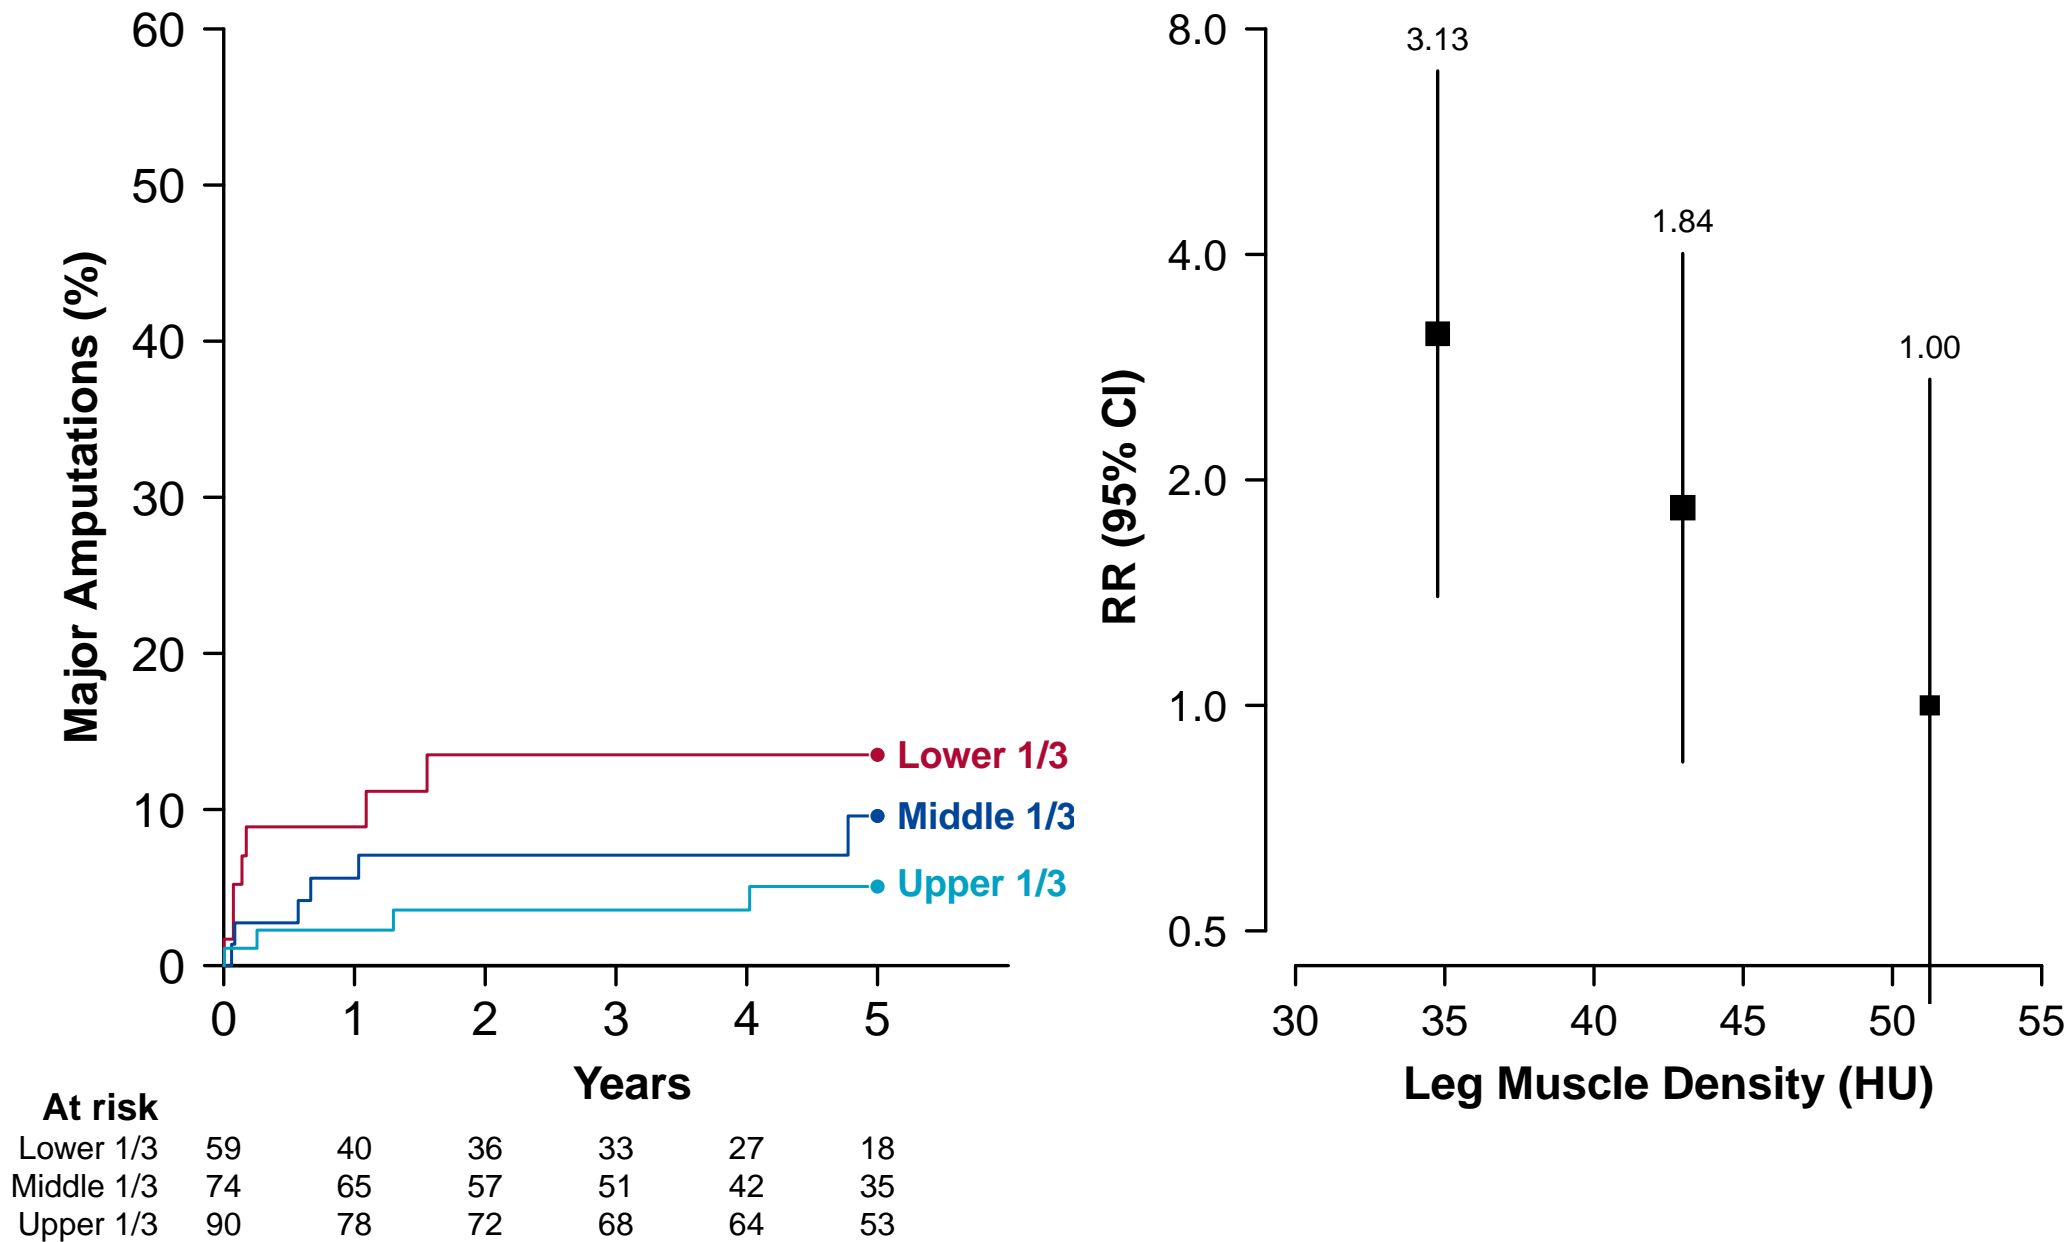 60
50
40
30
20
10
0
Major Amputations (%)
Lower 1/3
Middle 1/3
Upper 1/3
0 1 2 3 4 5
Years
At risk
Lower 1/3 59 40 36 33 27 18
Middle 1/3 74 65 57 51 42 35
Upper 1/3 90 78 72 68 64 53
8.0
4.0
2.0
1.0
0.5
RR (95% CI)
3.13
1.84
1.00
30 35 40 45 50 55
Leg Muscle Density (HU)